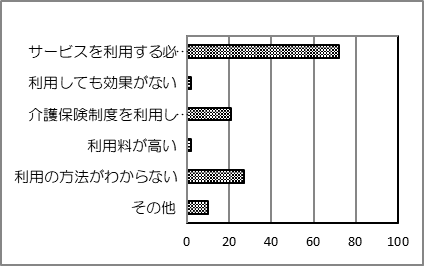 サービスを利用する必…
利用しても効果がない
介護保険制度を利用し…
利用料が高い
利用の方法がわからない
その他
0 20 40 60 80 100